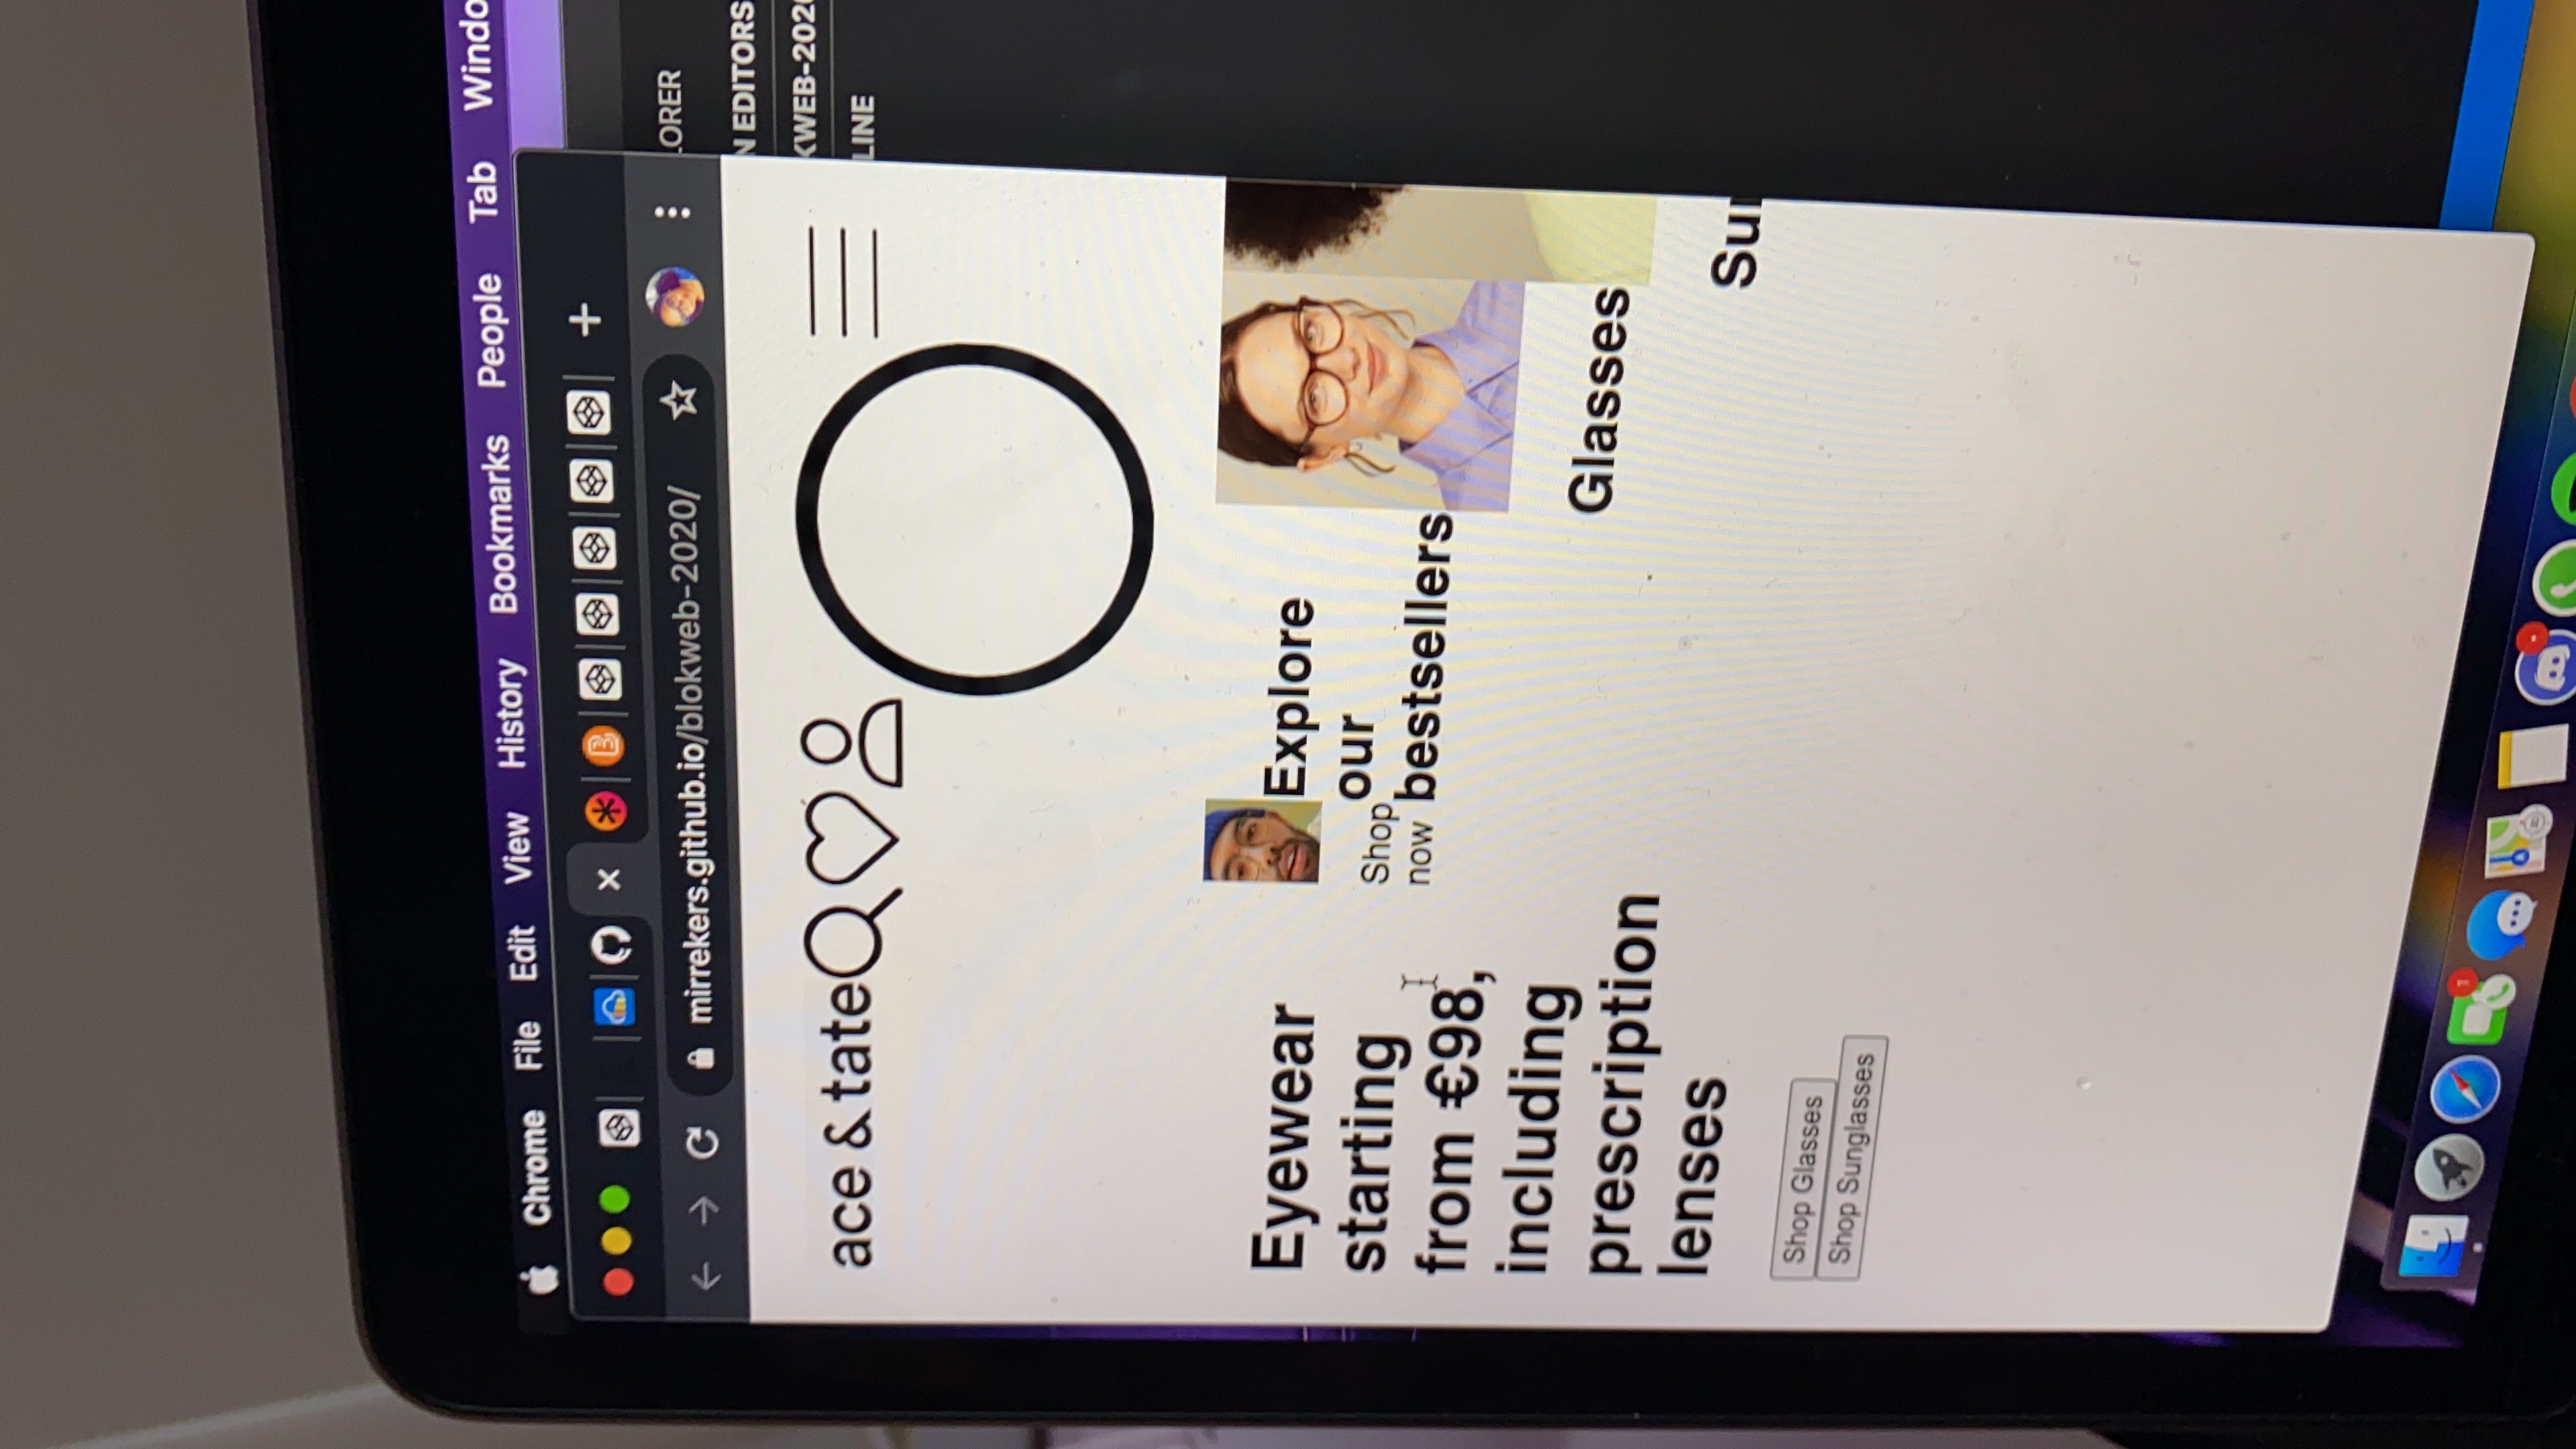 Chrome File Edit View History Bookmarks People Tab Windo
mirrekers.github.io/blokweb-2020/
LORER
N EDITORS
KWEB-202
LINE
ace & tate
Eyewear
starting
from €98,
including
prescription
lenses
Shop Glasses
Shop Sunglasses
Shop
now
Explore
our
bestsellers
Glasses
Su
1